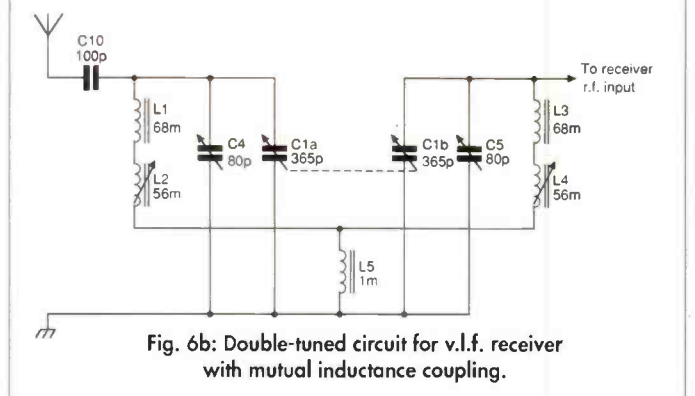 C10
100p
To receiver
r.f. input
L1
68m
L2
56m
C4
80p
C1a
365p
C1b
365p
C5
80p
L3
68m
L4
56m
L5
1m
Fig. 6b: Double-tuned circuit for v.l.f. receiver
with mutual inductance coupling.